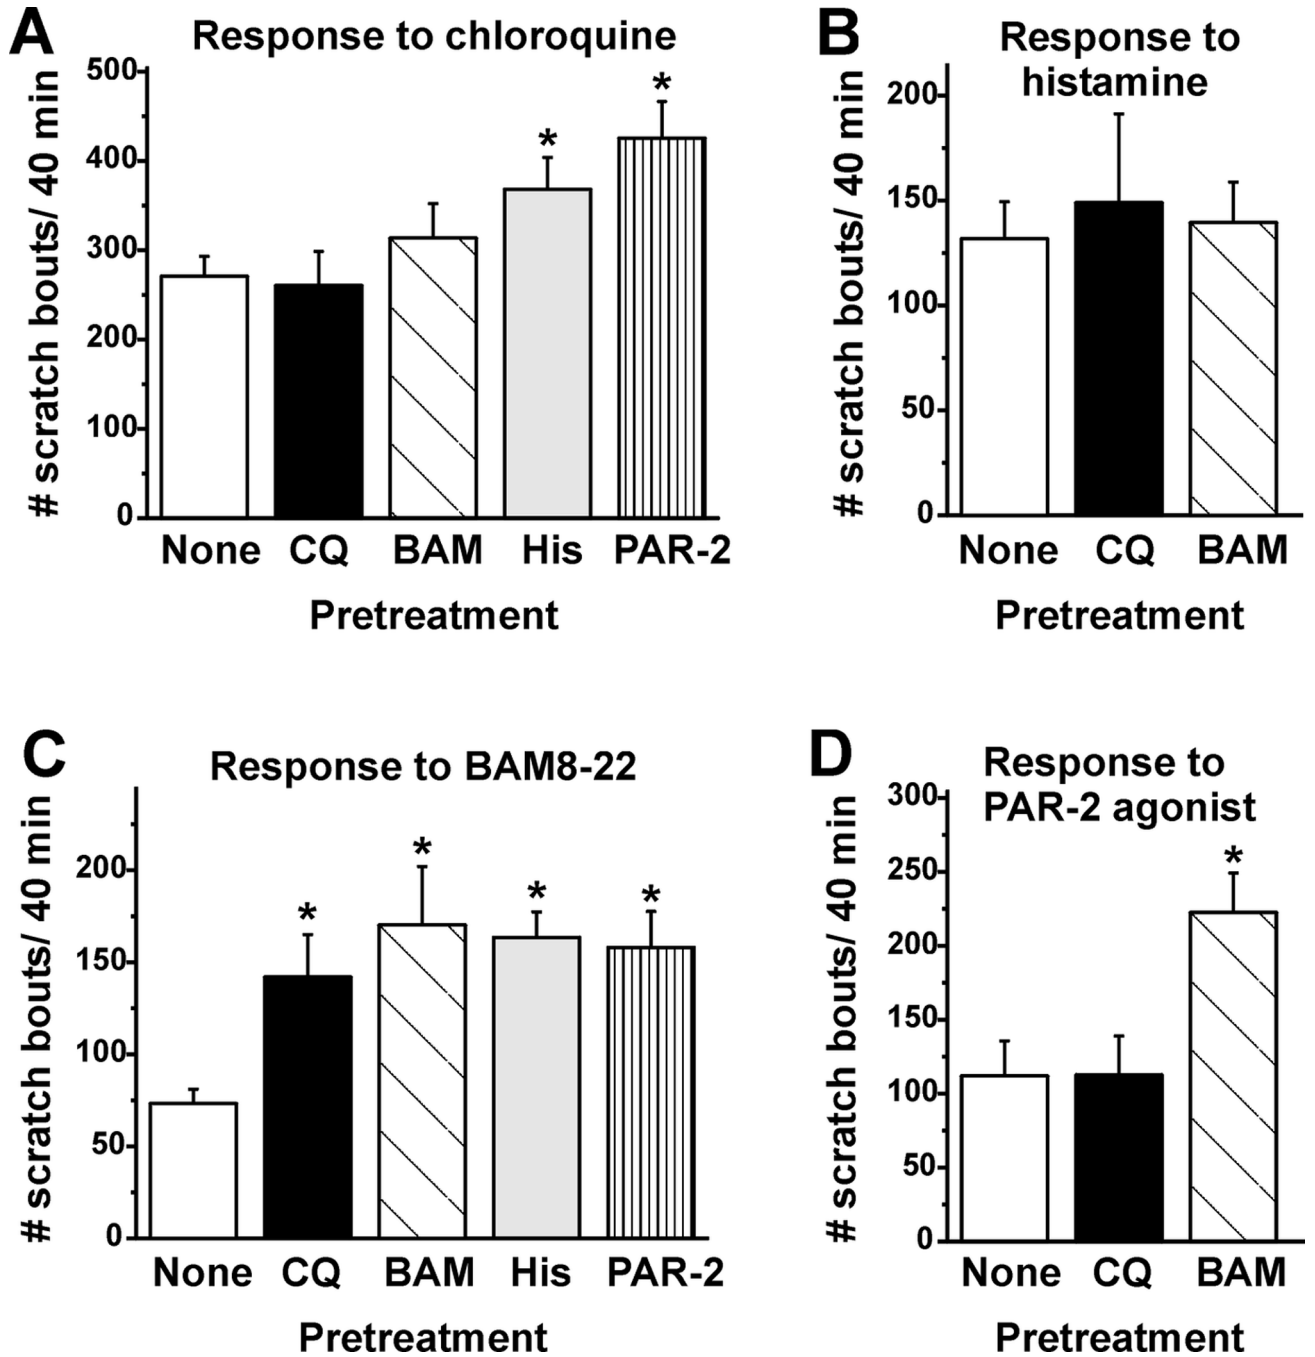 A
Response to chloroquine
# scratch bouts/ 40 min
500
400
300
200
100
0
*
*
None CQ BAM His PAR-2
Pretreatment
B
Response to
histamine
# scratch bouts/ 40 min
200
150
100
50
0
None CQ BAM
Pretreatment
C
Response to BAM8-22
# scratch bouts/ 40 min
200
150
100
50
0
*
*
*
*
None CQ BAM His PAR-2
Pretreatment
D
Response to
PAR-2 agonist
# scratch bouts/ 40 min
300
250
200
150
100
50
0
*
None CQ BAM
Pretreatment